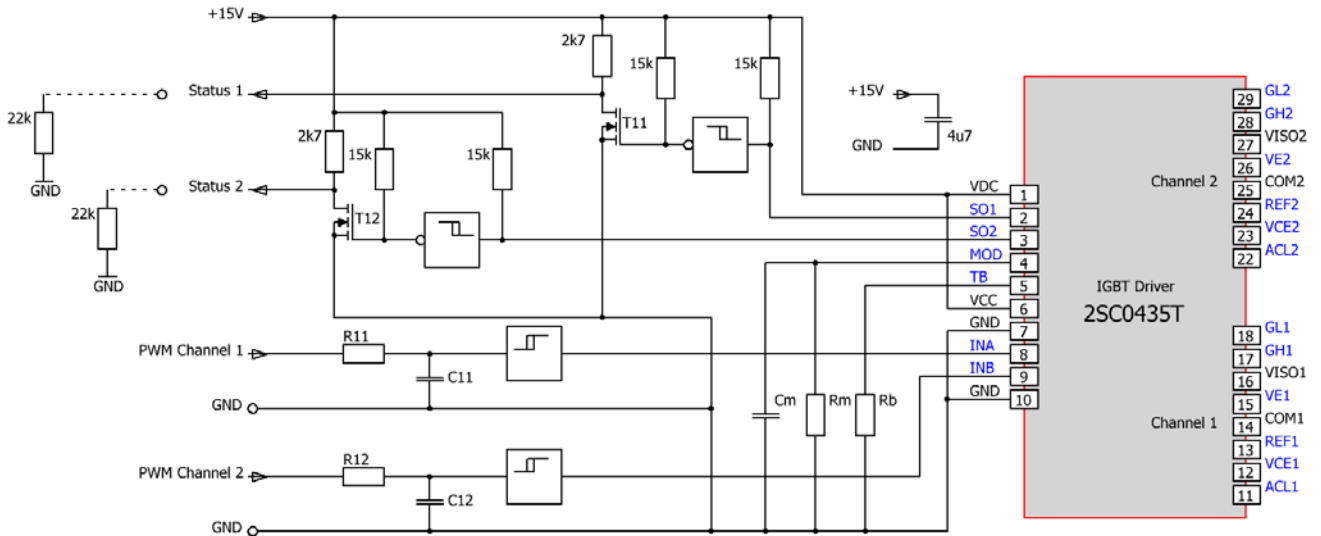 +15V
2k7
15k
15k
Status 1
22k
GND
T11
+15V
GND
4u7
2k7
15k
15k
Status 2
22k
GND
T12
PWM Channel 1
R11
C11
GND
PWM Channel 2
R12
C12
GND
Cm
Rm
Rb
VDC 1
SO1 2
SO2 3
MOD 4
TB 5
VCC 6
GND 7
INA 8
INB 9
GND 10
IGBT Driver
2SC0435T
Channel 2
29 GL2
28 GH2
27 VISO2
26 VE2
25 COM2
24 REF2
23 VCE2
22 ACL2
Channel 1
18 GL1
17 GH1
16 VISO1
15 VE1
14 COM1
13 REF1
12 VCE1
11 ACL1